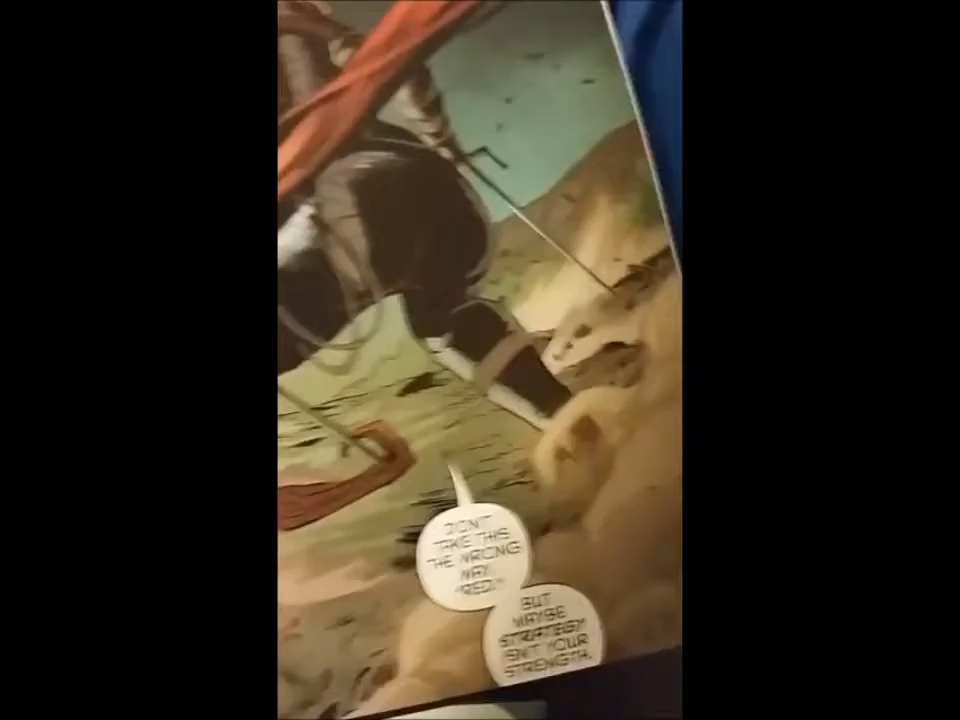 DON'T
TAKE THIS
THE WRONG
WAY,
"RED."
BUT
MAYBE
STRATEGY
ISN'T YOUR
STRENGTH.